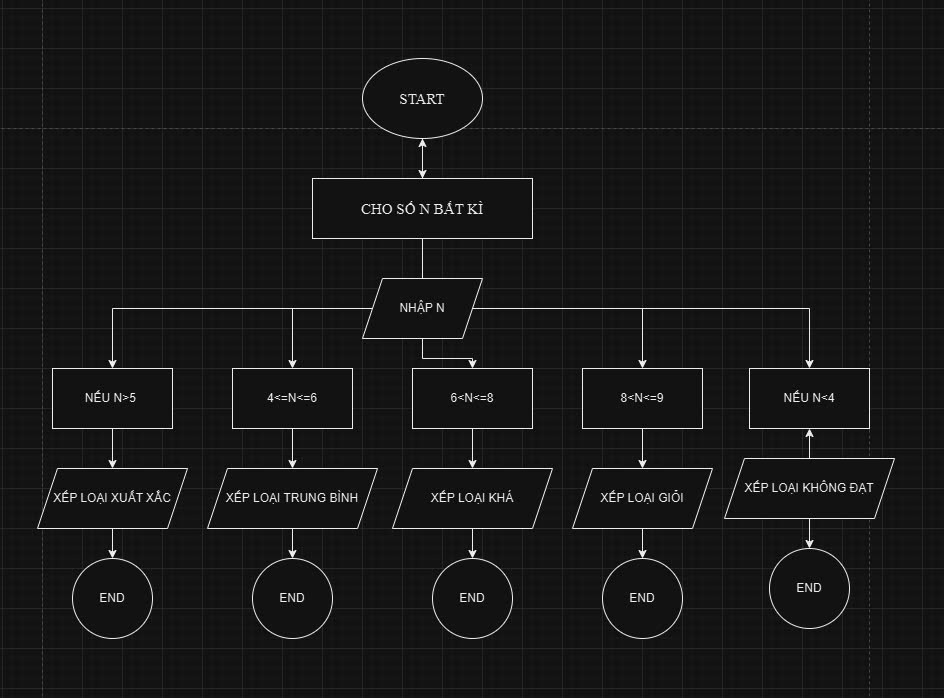 START
CHO SỐ N BẤT KÌ
NHẬP N
NẾU N>5
4<=N<=6
6<N<=8
8<N<=9
NẾU N<4
XẾP LOẠI XUẤT XẮC
XẾP LOẠI TRUNG BÌNH
XẾP LOẠI KHÁ
XẾP LOẠI GIỎI
XẾP LOẠI KHÔNG ĐẠT
END
END
END
END
END